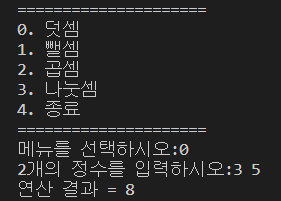 =====================
0. 덧셈
1. 뺄셈
2. 곱셈
3. 나눗셈
4. 종료
=====================
메뉴를 선택하시오:0
2개의 정수를 입력하시오:3 5
연산 결과 = 8